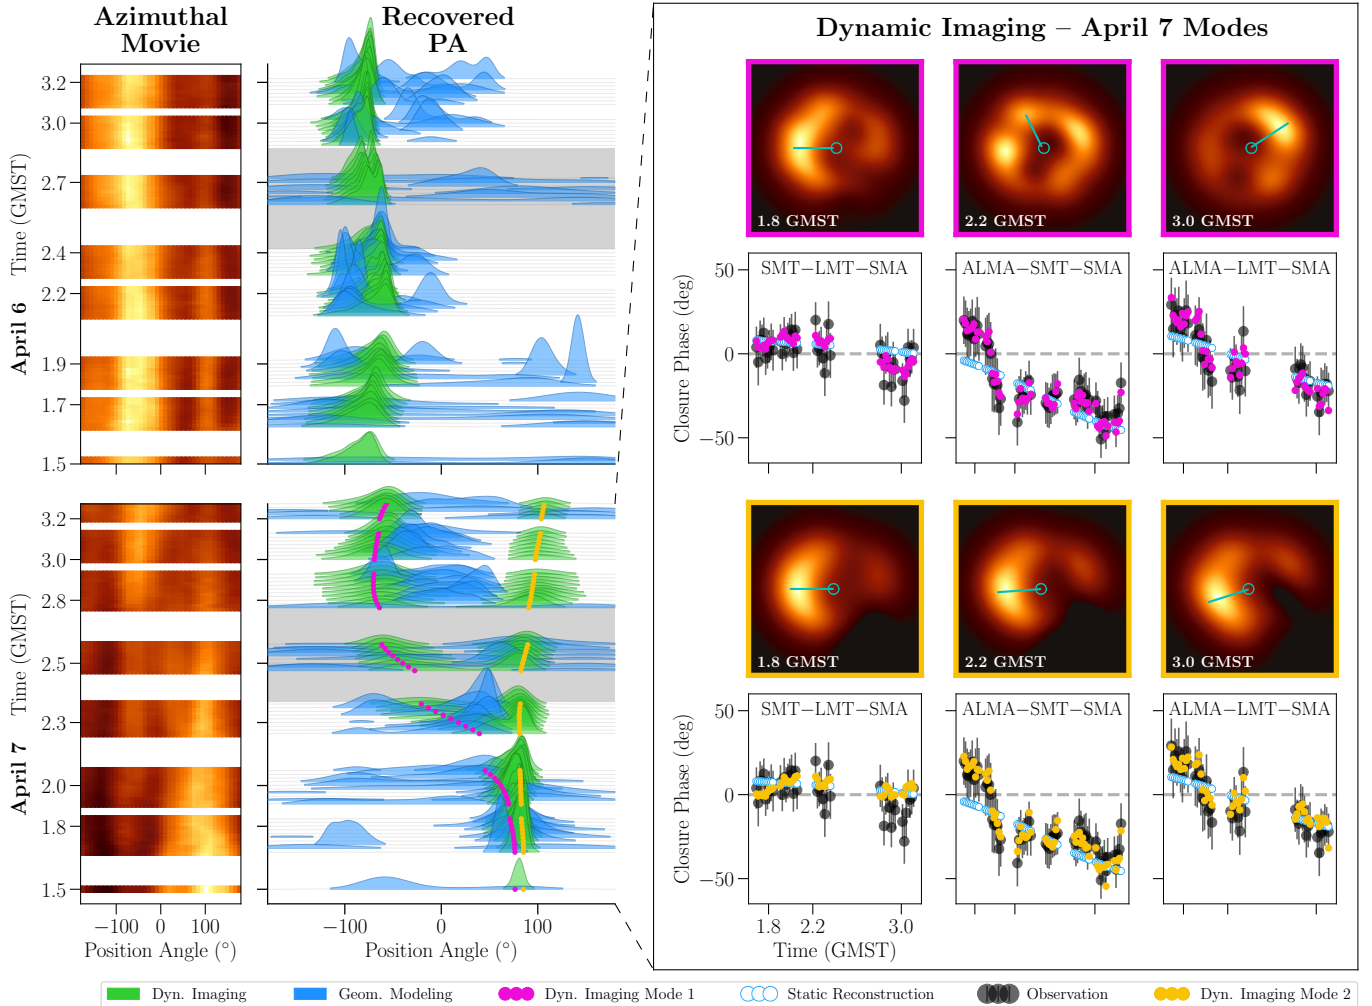 Azimuthal
Movie
Recovered
PA
Dynamic Imaging – April 7 Modes
April 6 Time (GMST)
3.2
3.0
2.7
2.4
2.2
1.9
1.7
1.5
April 7 Time (GMST)
3.2
3.0
2.8
2.5
2.3
2.0
1.8
1.5
−100 0 100
Position Angle (°)
−100 0 100
Position Angle (°)
1.8 GMST
2.2 GMST
3.0 GMST
Closure Phase (deg)
50
0
−50
SMT−LMT−SMA
ALMA−SMT−SMA
ALMA−LMT−SMA
1.8 GMST
2.2 GMST
3.0 GMST
Closure Phase (deg)
50
0
−50
SMT−LMT−SMA
ALMA−SMT−SMA
ALMA−LMT−SMA
1.8 2.2 3.0
Time (GMST)
Dyn. Imaging
Geom. Modeling
Dyn. Imaging Mode 1
Static Reconstruction
Observation
Dyn. Imaging Mode 2